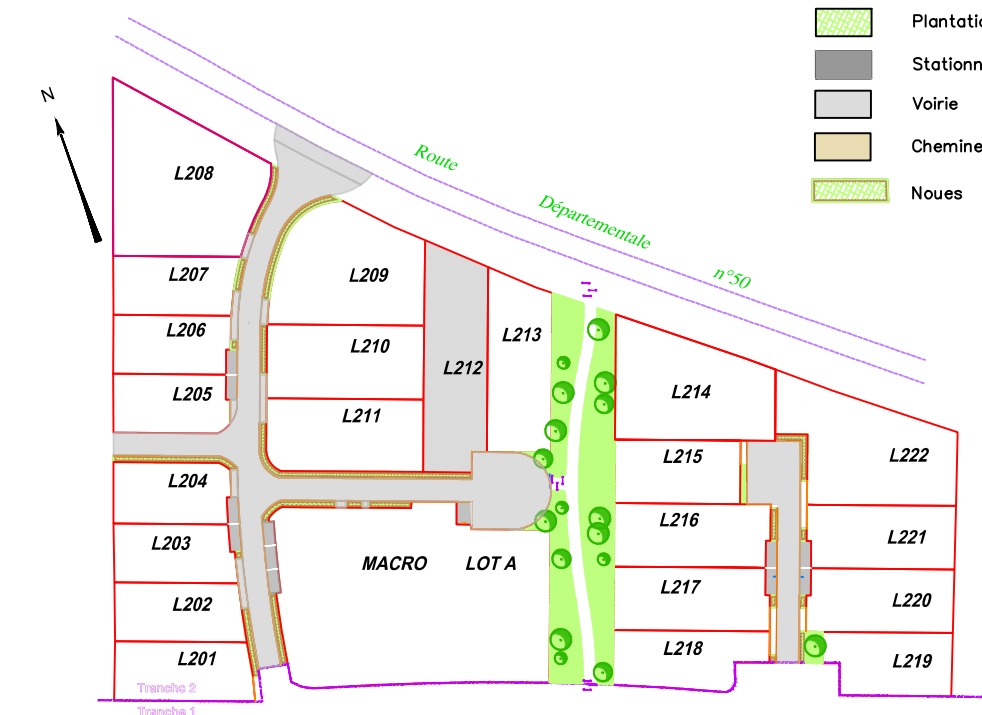 Plantatio
Stationn
Voirie
Chemine
Noues
N
Route
Départementale
n°50
L208
L207
L206
L205
L204
L203
L202
L201
L209
L210
L211
L212
L213
L214
L215
L216
L217
L218
L222
L221
L220
L219
MACRO LOT A
Tranche 2
Tranche 1